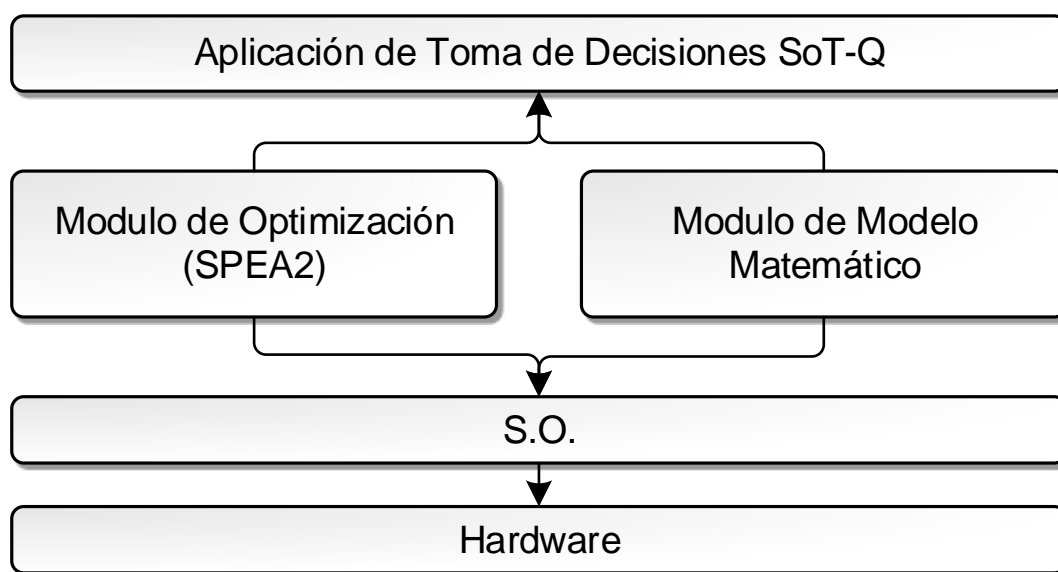 Aplicación de Toma de Decisiones SoT-Q
Modulo de Optimización
(SPEA2)
Modulo de Modelo
Matemático
S.O.
Hardware